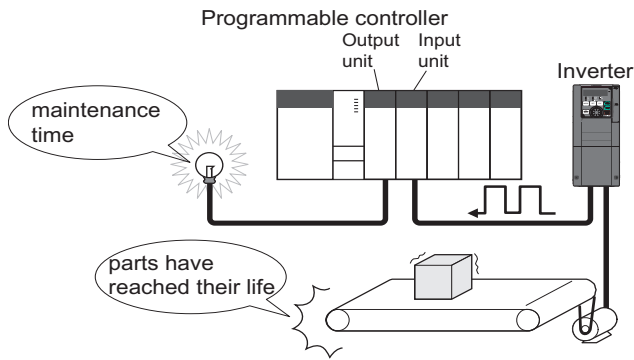 Programmable controller
Output Input
unit unit
Inverter
maintenance
time
parts have
reached their life